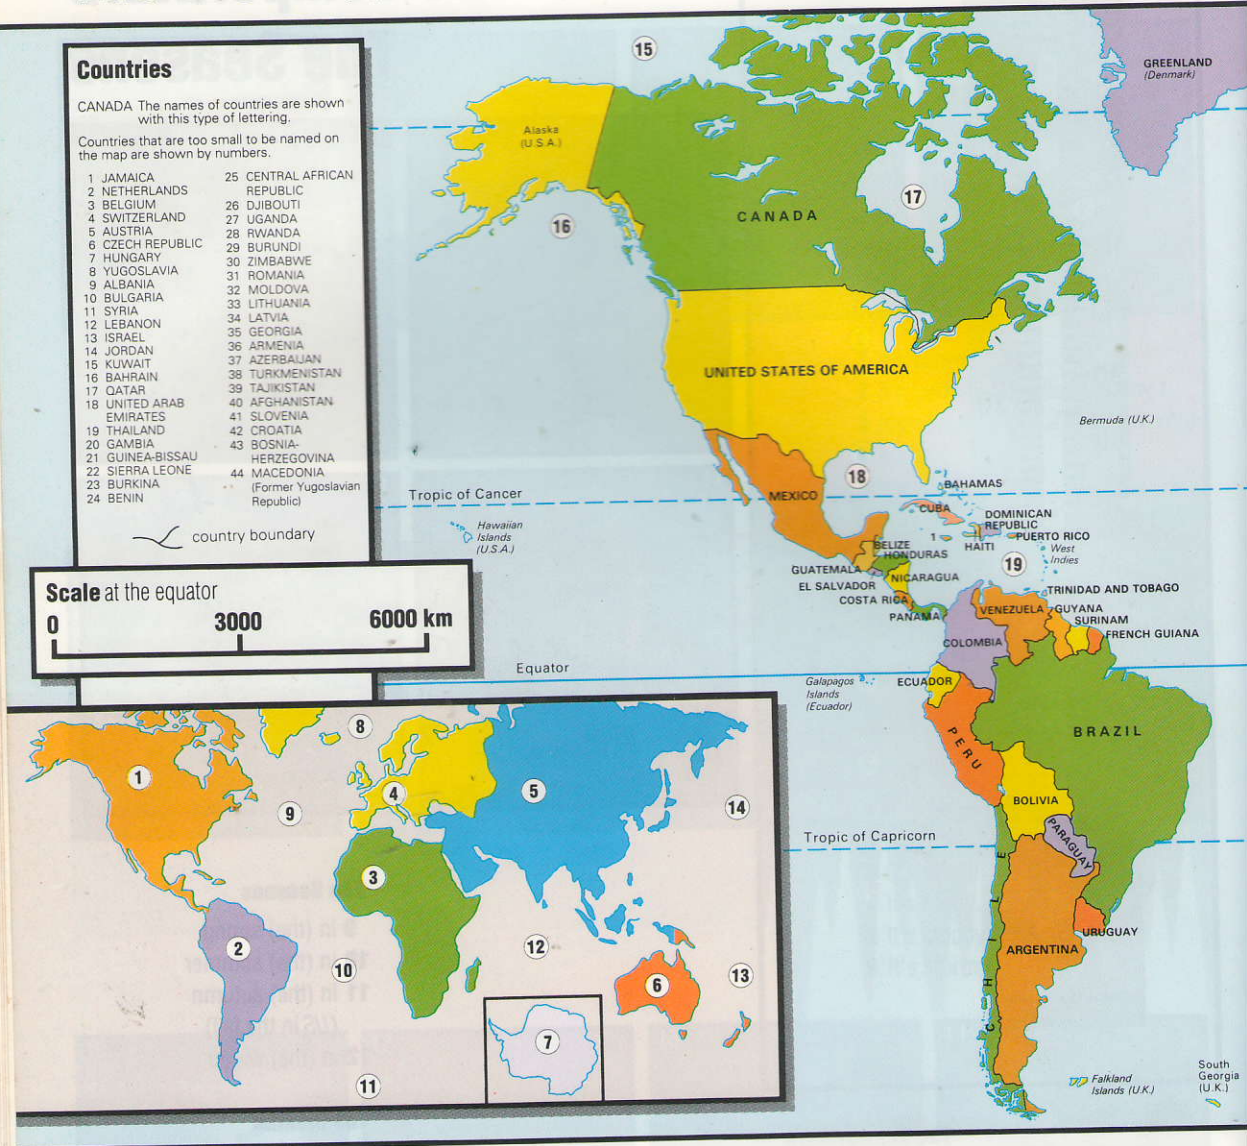 Countries
CANADA The names of countries are shown
with this type of lettering.
Countries that are too small to be named on
the map are shown by numbers.
1 JAMAICA
2 NETHERLANDS
3 BELGIUM
4 SWITZERLAND
5 AUSTRIA
6 CZECH REPUBLIC
7 HUNGARY
8 YUGOSLAVIA
9 ALBANIA
10 BULGARIA
11 SYRIA
12 LEBANON
13 ISRAEL
14 JORDAN
15 KUWAIT
16 BAHRAIN
17 QATAR
18 UNITED ARAB
EMIRATES
19 THAILAND
20 GAMBIA
21 GUINEA-BISSAU
22 SIERRA LEONE
23 BURKINA
24 BENIN
25 CENTRAL AFRICAN
REPUBLIC
26 DJIBOUTI
27 UGANDA
28 RWANDA
29 BURUNDI
30 ZIMBABWE
31 ROMANIA
32 MOLDOVA
33 LITHUANIA
34 LATVIA
35 GEORGIA
36 ARMENIA
37 AZERBAIJAN
38 TURKMENISTAN
39 TAJIKISTAN
40 AFGHANISTAN
41 SLOVENIA
42 CROATIA
43 BOSNIA-
HERZEGOVINA
44 MACEDONIA
(Former Yugoslavian
Republic)
country boundary
Scale at the equator
0 3000 6000 km
15
GREENLAND
(Denmark)
Alaska
(U.S.A.)
17
CANADA
16
UNITED STATES OF AMERICA
Bermuda (U.K.)
18
Tropic of Cancer
MEXICO
BAHAMAS
CUBA
Hawaiian
Islands
(U.S.A.)
DOMINICAN
REPUBLIC
1
HAITI
PUERTO RICO
West
Indies
BELIZE
HONDURAS
GUATEMALA
EL SALVADOR
NICARAGUA
19
COSTA RICA
PANAMA
TRINIDAD AND TOBAGO
VENEZUELA
GUYANA
SURINAM
FRENCH GUIANA
COLOMBIA
Equator
Galapagos
Islands
(Ecuador)
ECUADOR
PERU
BRAZIL
BOLIVIA
PARAGUAY
Tropic of Capricorn
CHILE
URUGUAY
ARGENTINA
Falkland
Islands (U.K.)
South
Georgia
(U.K.)
8
1
4
5
9
14
3
2
12
10
6
13
7
11